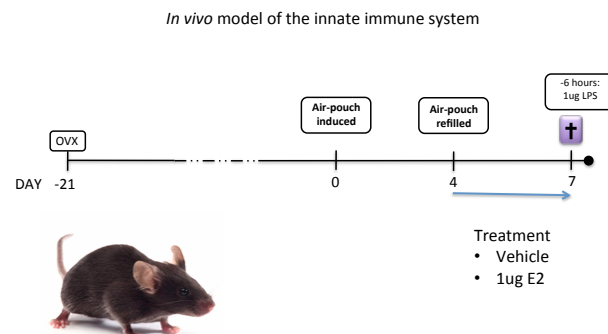 In vivo model of the innate immune system
-6 hours:
1ug LPS
Air-pouch
induced
Air-pouch
refilled
OVX
DAY -21 0 4 7
Treatment
• Vehicle
• 1ug E2